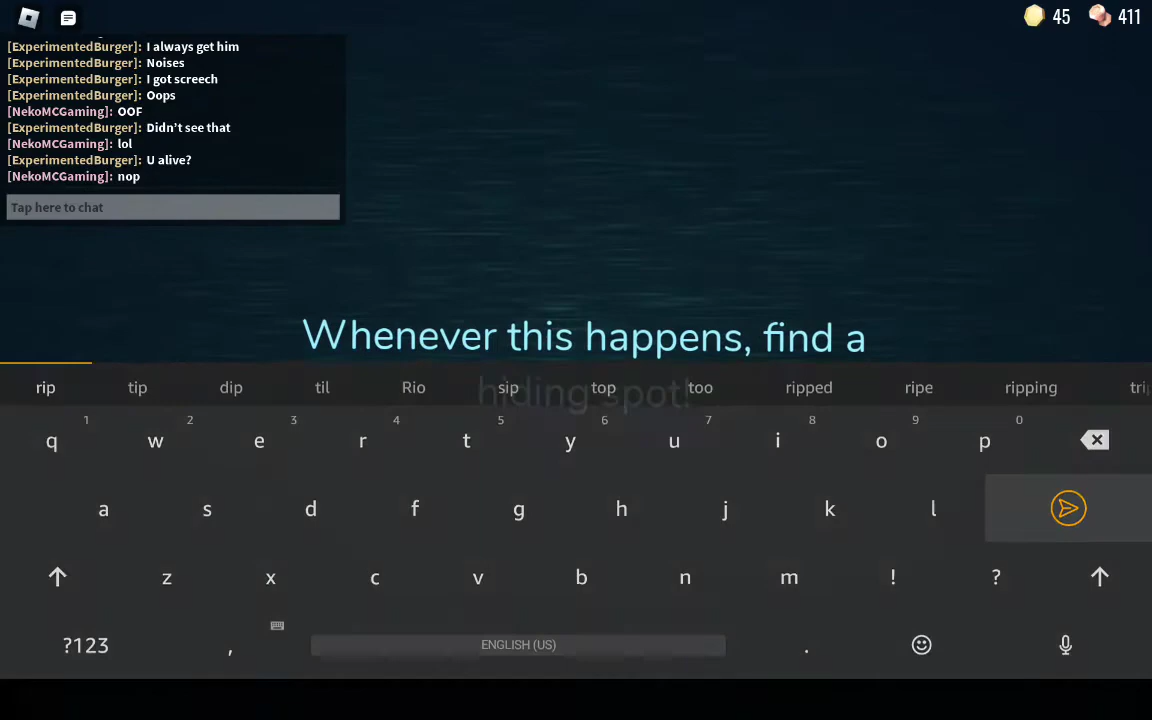 45 411
[ExperimentedBurger]: I always get him
[ExperimentedBurger]: Noises
[ExperimentedBurger]: I got screech
[ExperimentedBurger]: Oops
[NekoMCGaming]: OOF
[ExperimentedBurger]: Didn't see that
[NekoMCGaming]: lol
[ExperimentedBurger]: U alive?
[NekoMCGaming]: nop
Tap here to chat
Whenever this happens, find a
hiding spot!
rip tip dip til Rio sip top too ripped ripe ripping
1 2 3 4 5 6 7 8 9 0
q w e r t y u i o p
a s d f g h j k l
z x c v b n m ! ?
?123 , ENGLISH (US) .